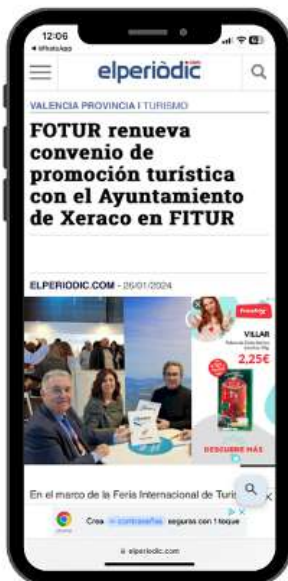 12:06
WhatsApp
elperiòdic
.com
VALENCIA PROVINCIA I TURISMO
FOTUR renueva
convenio de
promoción turística
con el Ayuntamiento
de Xeraco en FITUR
ELPERIODIC.COM - 26/01/2024
VILLAR
2,25€
DESCUBRE MÁS
En el marco de la Feria Internacional de Turis
Crea contraseñas seguras con 1 toque
elperiodic.com